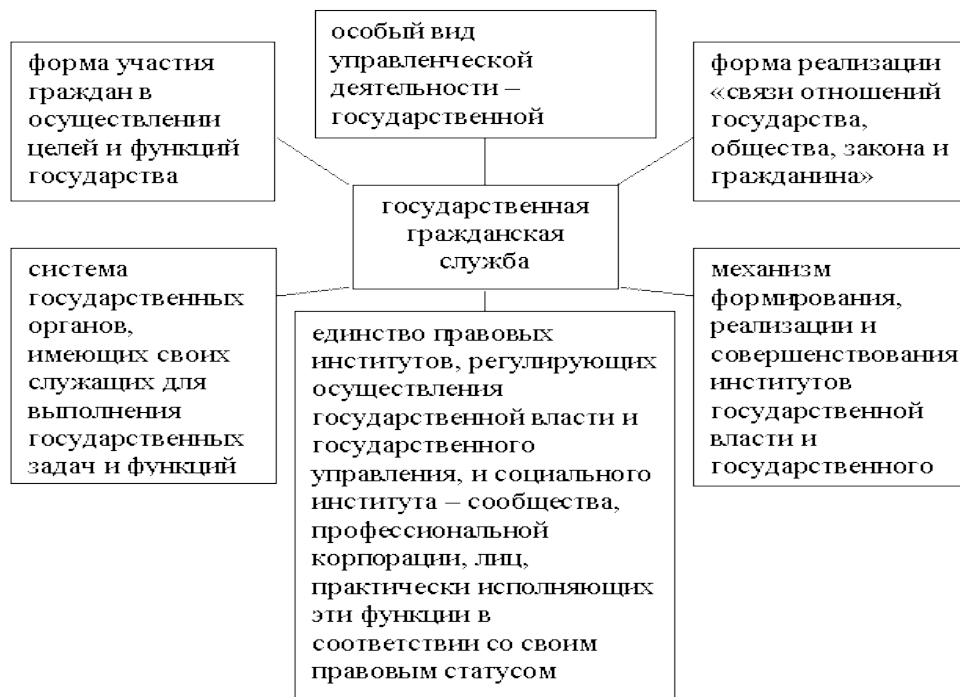 особый вид
управленческой
деятельности –
государственной
форма участия
граждан в
осуществлении
целей и функций
государства
форма реализации
«связи отношений
государства,
общества, закона и
гражданина»
государственная
гражданская
служба
система
государственных
органов,
имеющих своих
служащих для
выполнения
государственных
задач и функций
единство правовых
институтов, регулирующих
осуществления
государственной власти и
государственного
управления, и социального
института – сообщества,
профессиональной
корпорации, лиц,
практически исполняющих
эти функции в
соответствии со своим
правовым статусом
механизм
формирования,
реализации и
совершенствования
институтов
государственной
власти и
государственного